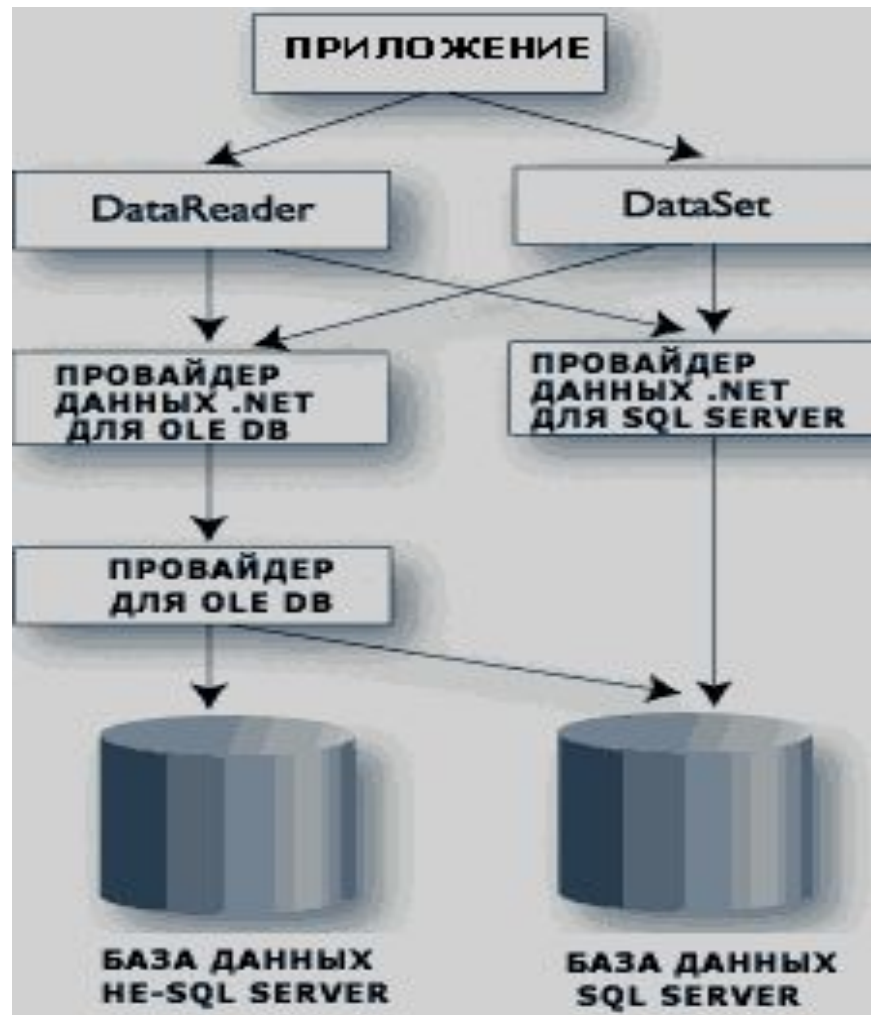 ПРИЛОЖЕНИЕ
DataReader
DataSet
ПРОВАЙДЕР
ДАННЫХ .NET
ДЛЯ OLE DB
ПРОВАЙДЕР
ДАННЫХ .NET
ДЛЯ SQL SERVER
ПРОВАЙДЕР
ДЛЯ OLE DB
БАЗА ДАННЫХ
НЕ-SQL SERVER
БАЗА ДАННЫХ
SQL SERVER